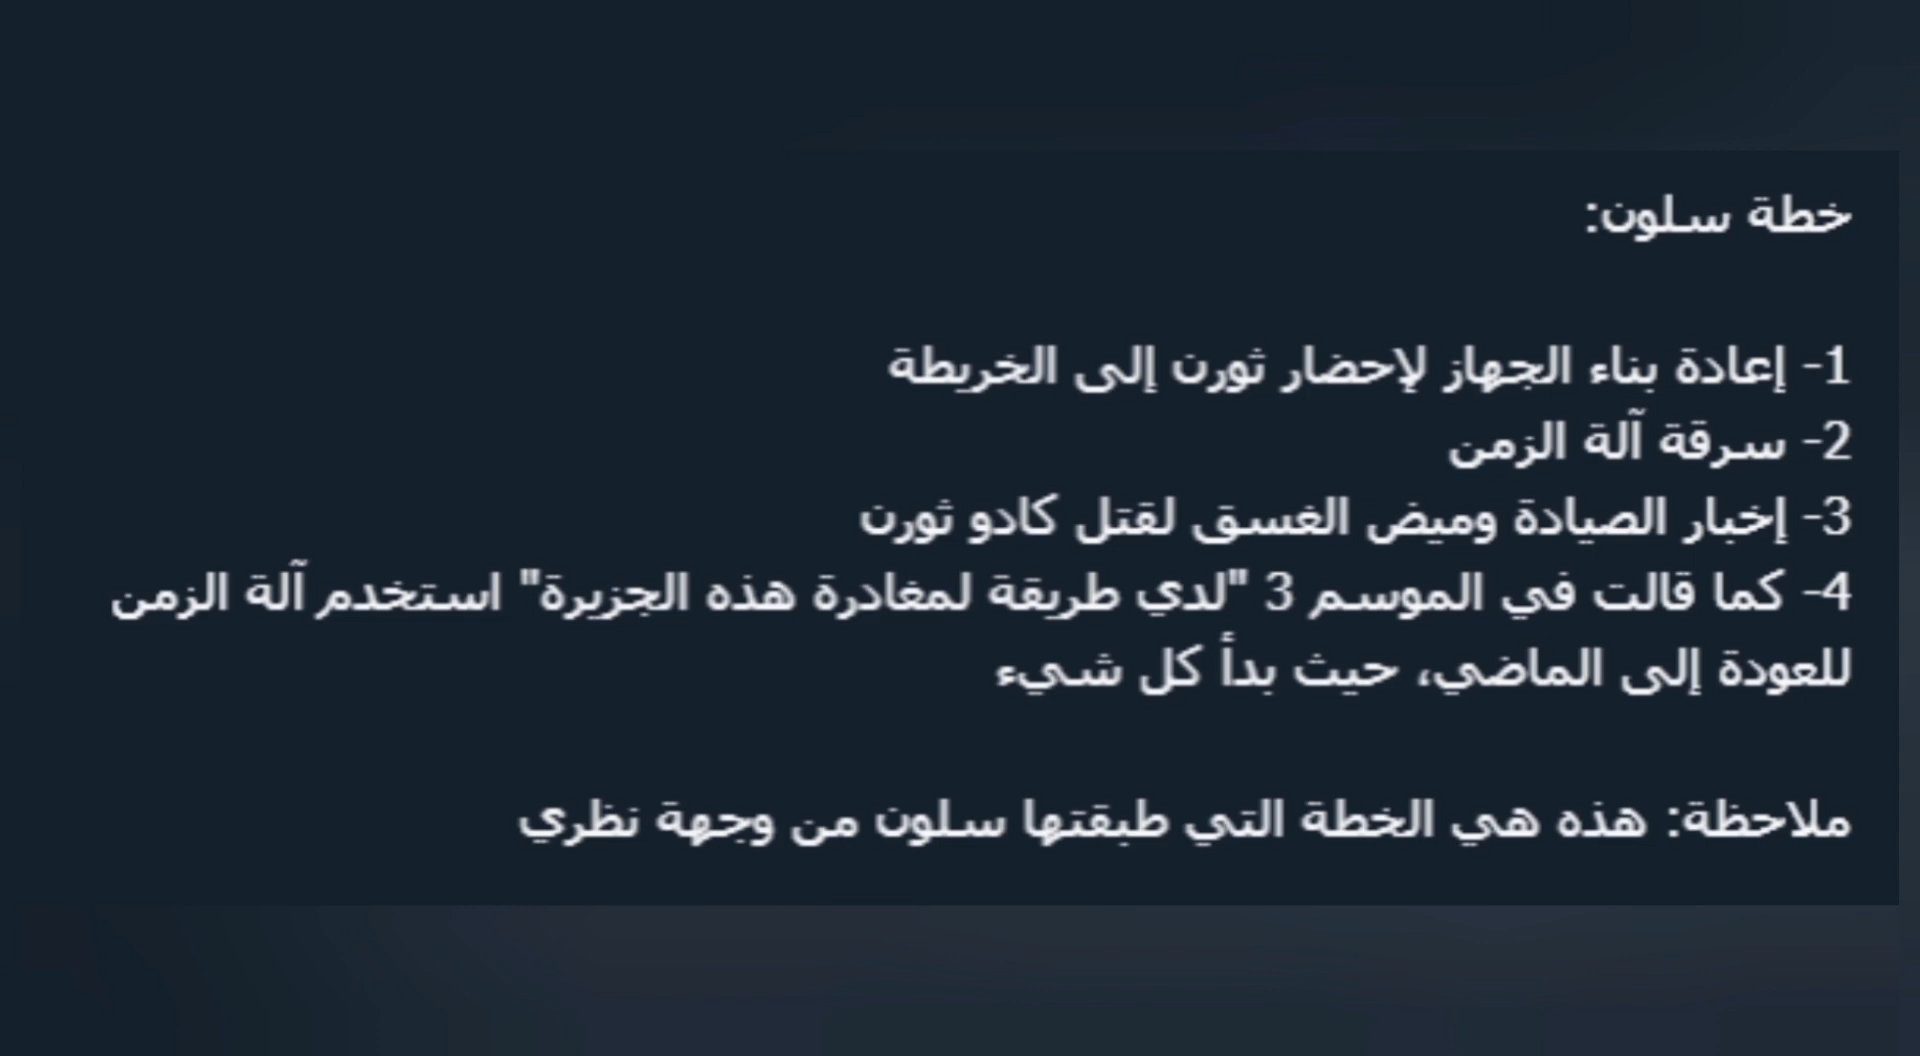 خطة سلون:
1- إعادة بناء الجهاز لإحضار ثورن إلى الخريطة
2- سرقة آلة الزمن
3- إخبار الصيادة وميض الغسق لقتل كادو ثورن
4- كما قالت في الموسم 3 "لدي طريقة لمغادرة هذه الجزيرة" استخدم آلة الزمن
للعودة إلى الماضي، حيث بدأ كل شيء
ملاحظة: هذه هي الخطة التي طبقتها سلون من وجهة نظري